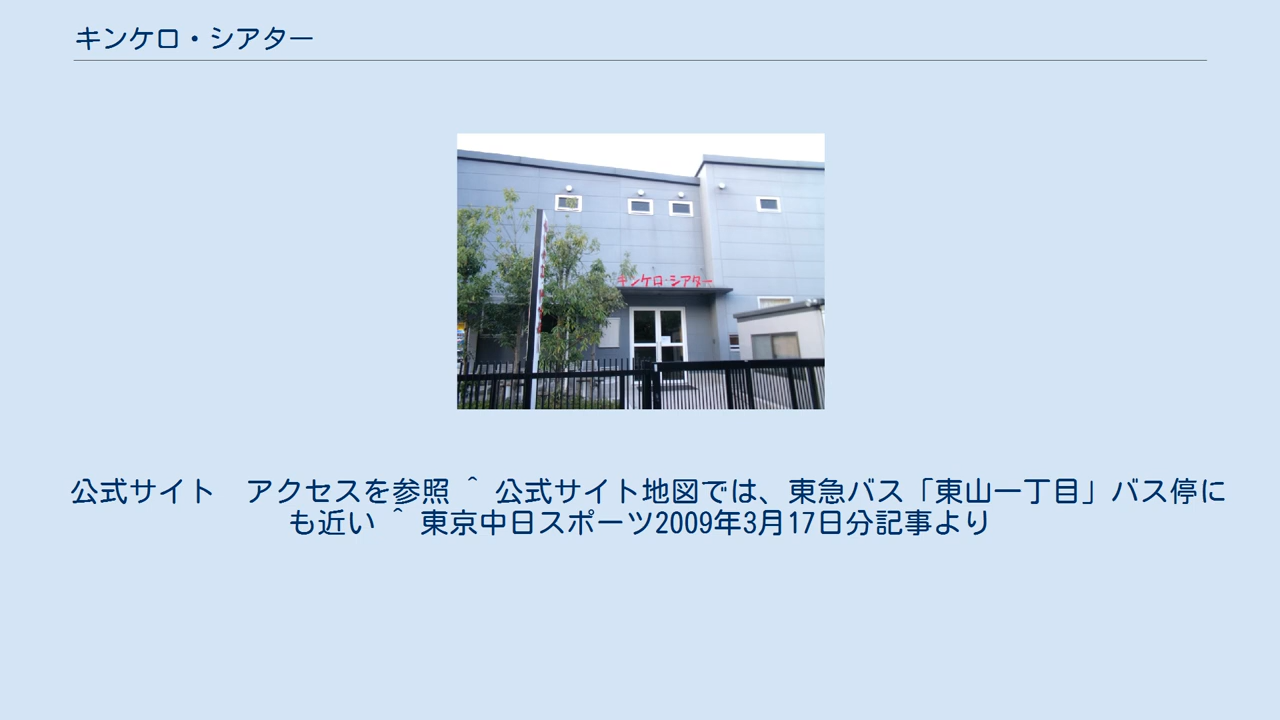 キンケロ・シアター
キンケロ・シアター
公式サイト　アクセスを参照 ^ 公式サイト地図では、東急バス「東山一丁目」バス停に
も近い ^ 東京中日スポーツ2009年3月17日分記事より